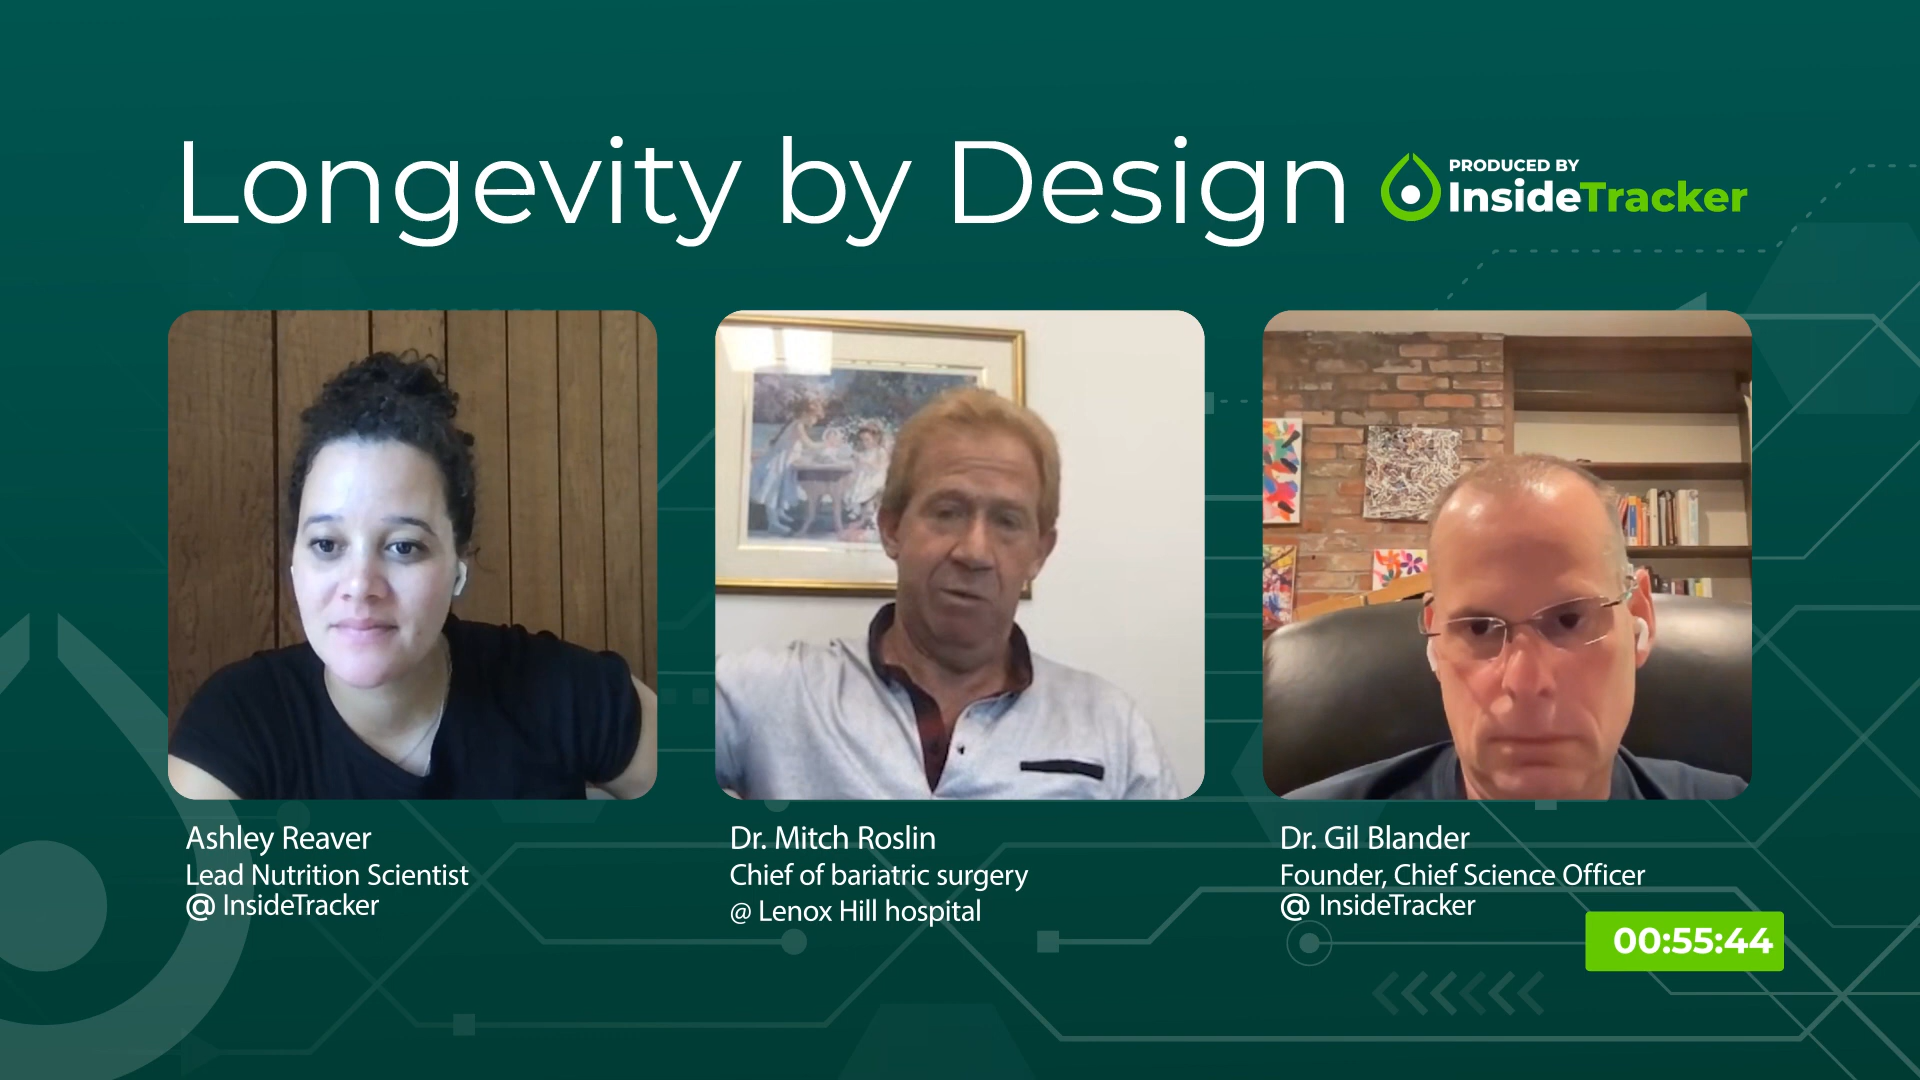 Longevity by Design
PRODUCED BY
InsideTracker
Ashley Reaver
Lead Nutrition Scientist
@ InsideTracker
Dr. Mitch Roslin
Chief of bariatric surgery
@ Lenox Hill hospital
Dr. Gil Blander
Founder, Chief Science Officer
@ InsideTracker
00:55:44